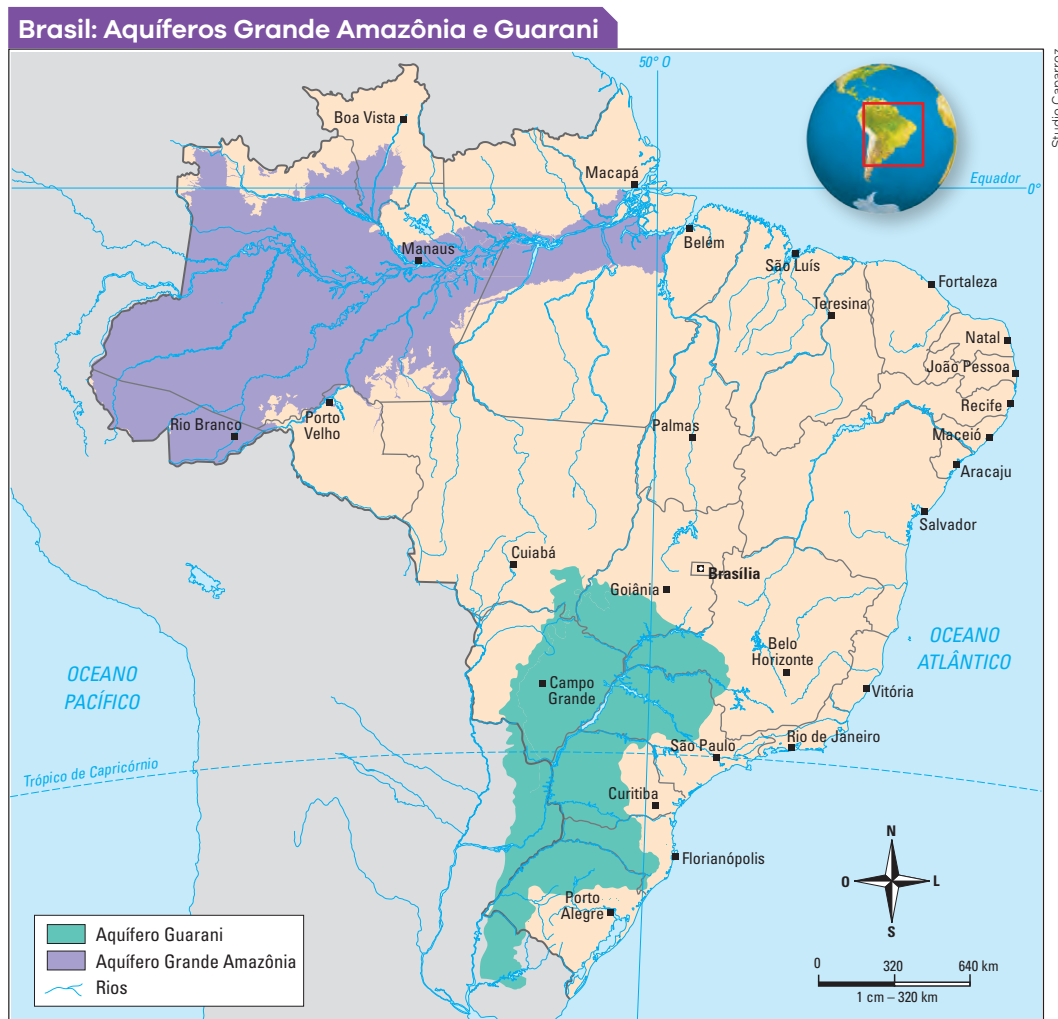 Brasil: Aquíferos Grande Amazônia e Guarani
Studio Caparroz
50° O
Boa Vista
Macapá
Equador
0°
Belém
Manaus
São Luís
Fortaleza
Teresina
Natal
João Pessoa
Recife
Porto
Velho
Rio Branco
Palmas
Maceió
Aracaju
Salvador
Cuiabá
Brasília
Goiânia
OCEANO
PACÍFICO
OCEANO
ATLÂNTICO
Belo
Horizonte
Campo
Grande
Vitória
São Paulo
Rio de Janeiro
Trópico de Capricórnio
Curitiba
Florianópolis
N
O
L
S
Porto
Alegre
Aquífero Guarani
Aquífero Grande Amazônia
Rios
0 320 640 km
1 cm – 320 km